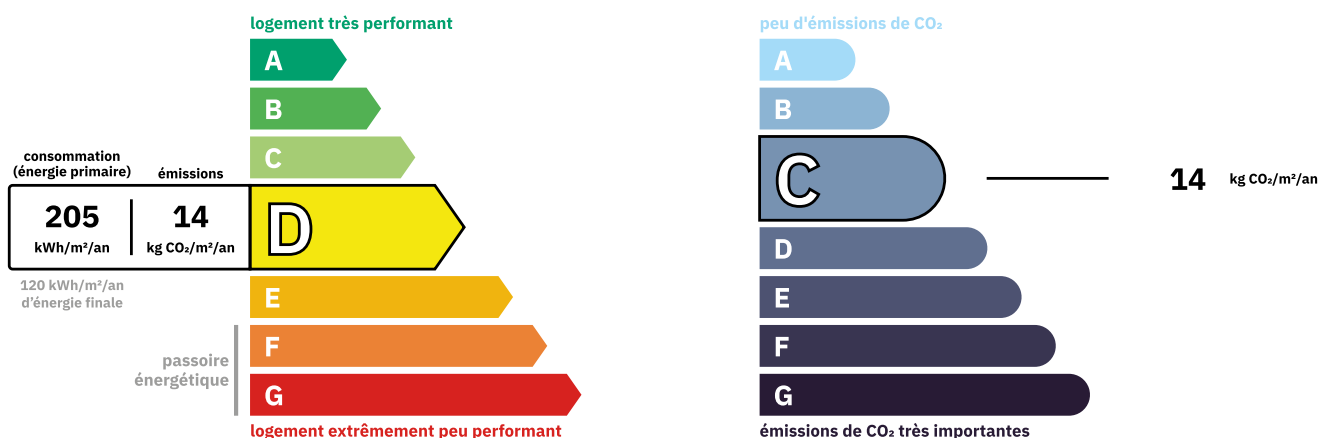 logement très performant
A
B
C
consommation
(énergie primaire)
émissions
205
kWh/m²/an
14
kg CO₂/m²/an
D
120 kWh/m²/an
d’énergie finale
E
passoire
énergétique
F
G
logement extrêmement peu performant
peu d'émissions de CO₂
A
B
C
14
kg CO₂/m²/an
D
E
F
G
émissions de CO₂ très importantes